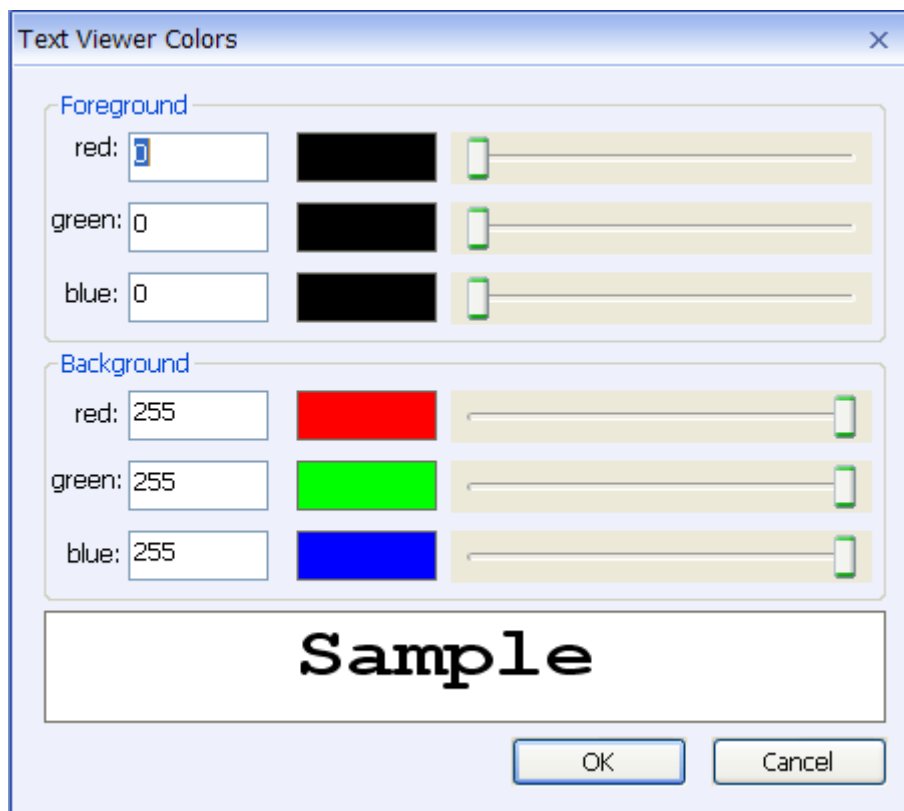 Text Viewer Colors
Foreground
red: 0
green: 0
blue: 0
Background
red: 255
green: 255
blue: 255
Sample
OK Cancel